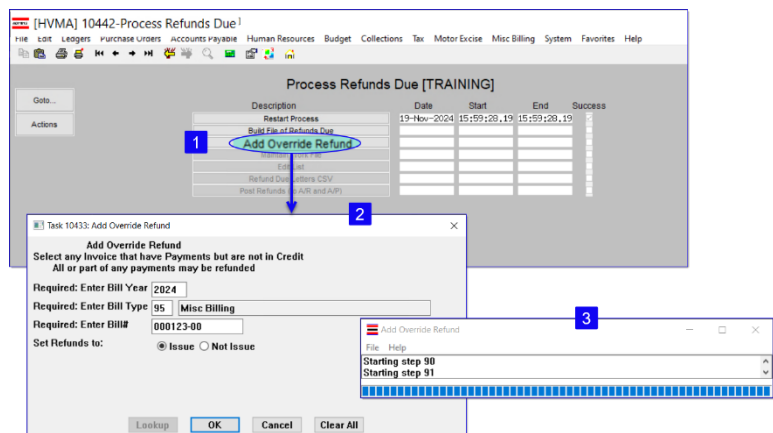 [HVMA] 10442-Process Refunds Due
File Edit Ledgers Purchase Orders Accounts Payable Human Resources Budget Collections Tax Motor Excise Misc Billing System Favorites Help
Process Refunds Due [TRAINING]
Goto...
Actions
Description Date Start End Success
Restart Process 19-Nov-2024 15:59:28.19 15:59:28.19
Build File of Refunds Due
1 Add Override Refund
Edit List
Refund Due Letters CSV
Post Refunds (to A/R and A/P)
2
Task 10433: Add Override Refund
Add Override Refund
Select any Invoice that have Payments but are not in Credit
All or part of any payments may be refunded
Required: Enter Bill Year 2024
Required: Enter Bill Type 95 Misc Billing
Required: Enter Bill# 000123-00
Set Refunds to: Issue Not Issue
Lookup OK Cancel Clear All
3
Add Override Refund
File Help
Starting step 90
Starting step 91